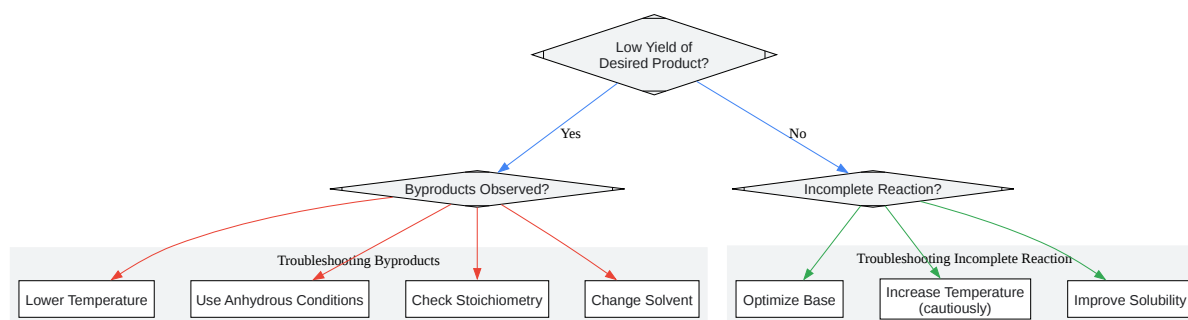 Low Yield of
Desired Product?
Yes
No
Byproducts Observed?
Incomplete Reaction?
Troubleshooting Byproducts
Troubleshooting Incomplete Reaction
Lower Temperature
Use Anhydrous Conditions
Check Stoichiometry
Change Solvent
Optimize Base
Increase Temperature
(cautiously)
Improve Solubility